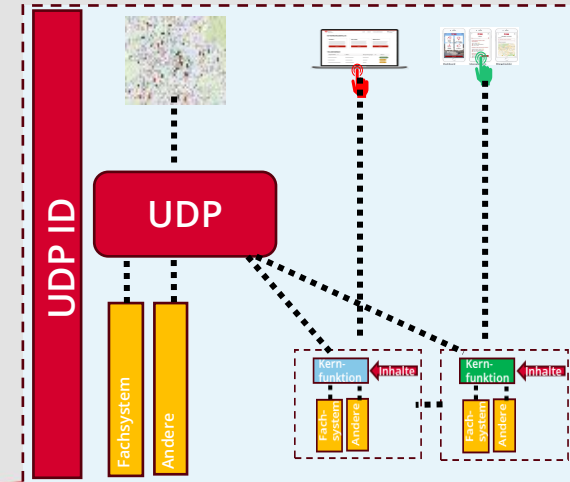 UDP ID
UDP
Fachsystem
Andere
Kern-
funktion
Inhalte
Fach-
system
Andere
Kern-
funktion
Inhalte
Fach-
system
Andere